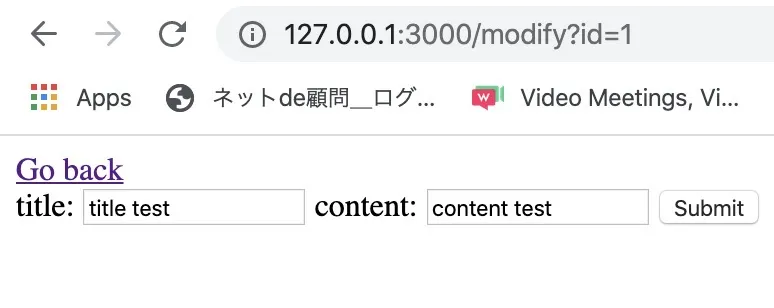 127.0.0.1:3000/modify?id=1
Apps ネットde顧問__ログ... Video Meetings, Vi...
Go back
title: title test content: content test Submit